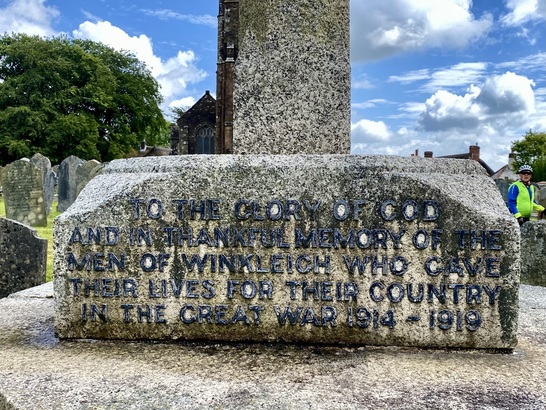 TO THE GLORY OF GOD
AND IN THANKFUL MEMORY OF THE
MEN OF WINKLEIGH WHO GAVE
THEIR LIVES FOR THEIR COUNTRY
IN THE GREAT WAR 1914 - 1919